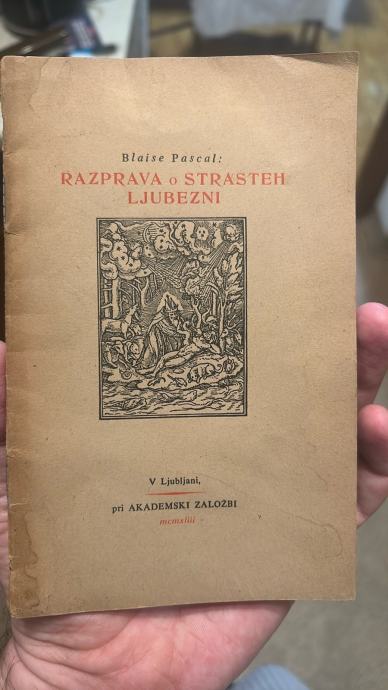 Blaise Pascal:
RAZPRAVA o STRASTEH
LJUBEZNI
V Ljubljani,
pri AKADEMSKI ZALOŽBI
mcmxliii